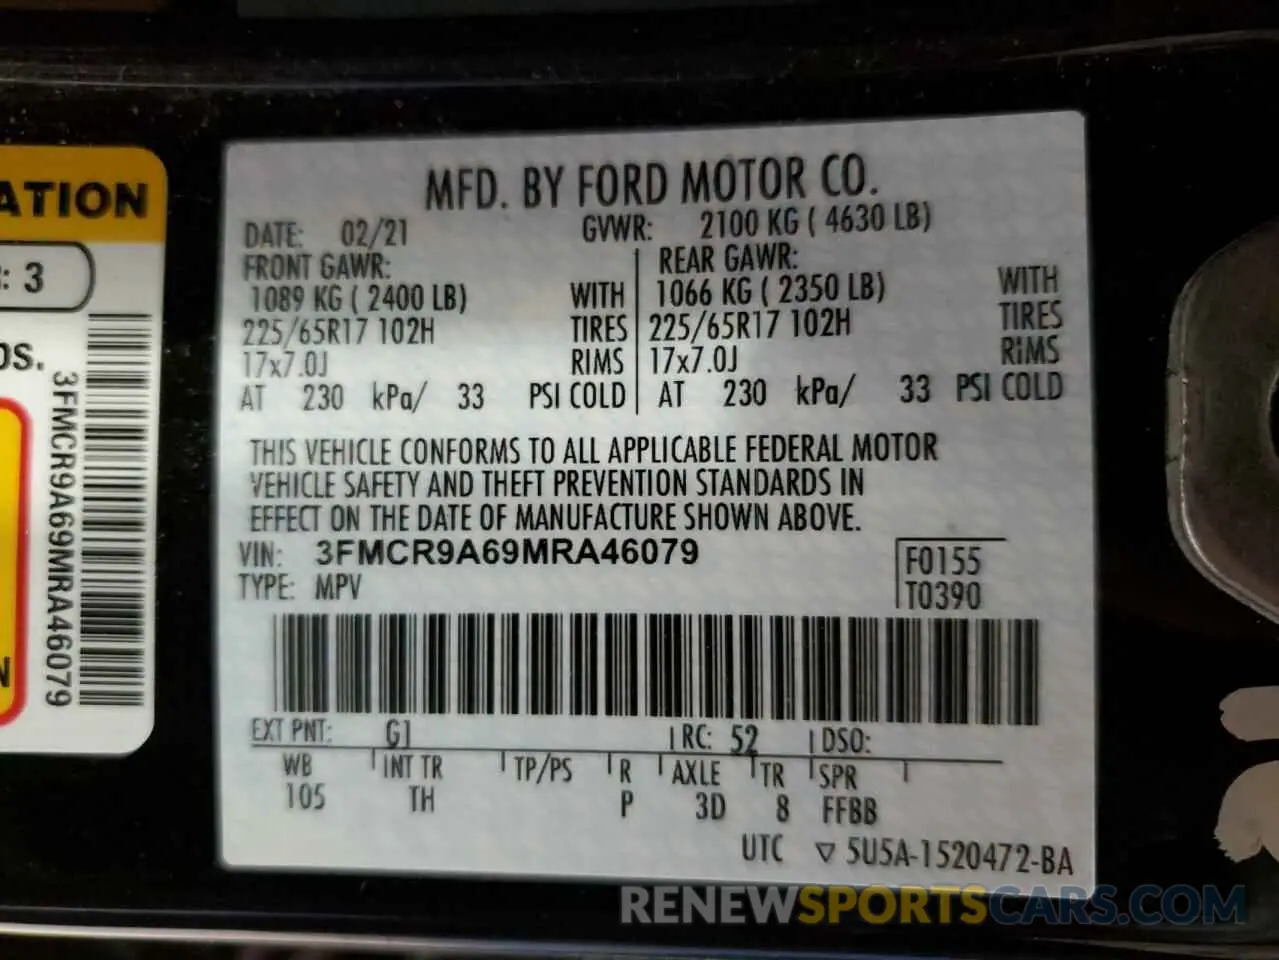 MFD. BY FORD MOTOR CO.
DATE: 02/21 GVWR: 2100 KG ( 4630 LB)
FRONT GAWR: REAR GAWR:
1089 KG ( 2400 LB) WITH 1066 KG ( 2350 LB) WITH
225/65R17 102H TIRES 225/65R17 102H TIRES
17x7.0J RIMS 17x7.0J RIMS
AT 230 kPa/ 33 PSI COLD AT 230 kPa/ 33 PSI COLD
THIS VEHICLE CONFORMS TO ALL APPLICABLE FEDERAL MOTOR
VEHICLE SAFETY AND THEFT PREVENTION STANDARDS IN
EFFECT ON THE DATE OF MANUFACTURE SHOWN ABOVE.
VIN: 3FMCR9A69MRA46079 F0155
TYPE: MPV T0390
EXT PNT: G1 RC: 52 DSO:
WB INT TR TP/PS R AXLE TR SPR
105 TH P 3D 8 FFBB
UTC ▽ 5U5A-1520472-BA
ATION
: 3
OS.
3FMCR9A69MRA46079
N
RENEWSPORTSCARS.COM